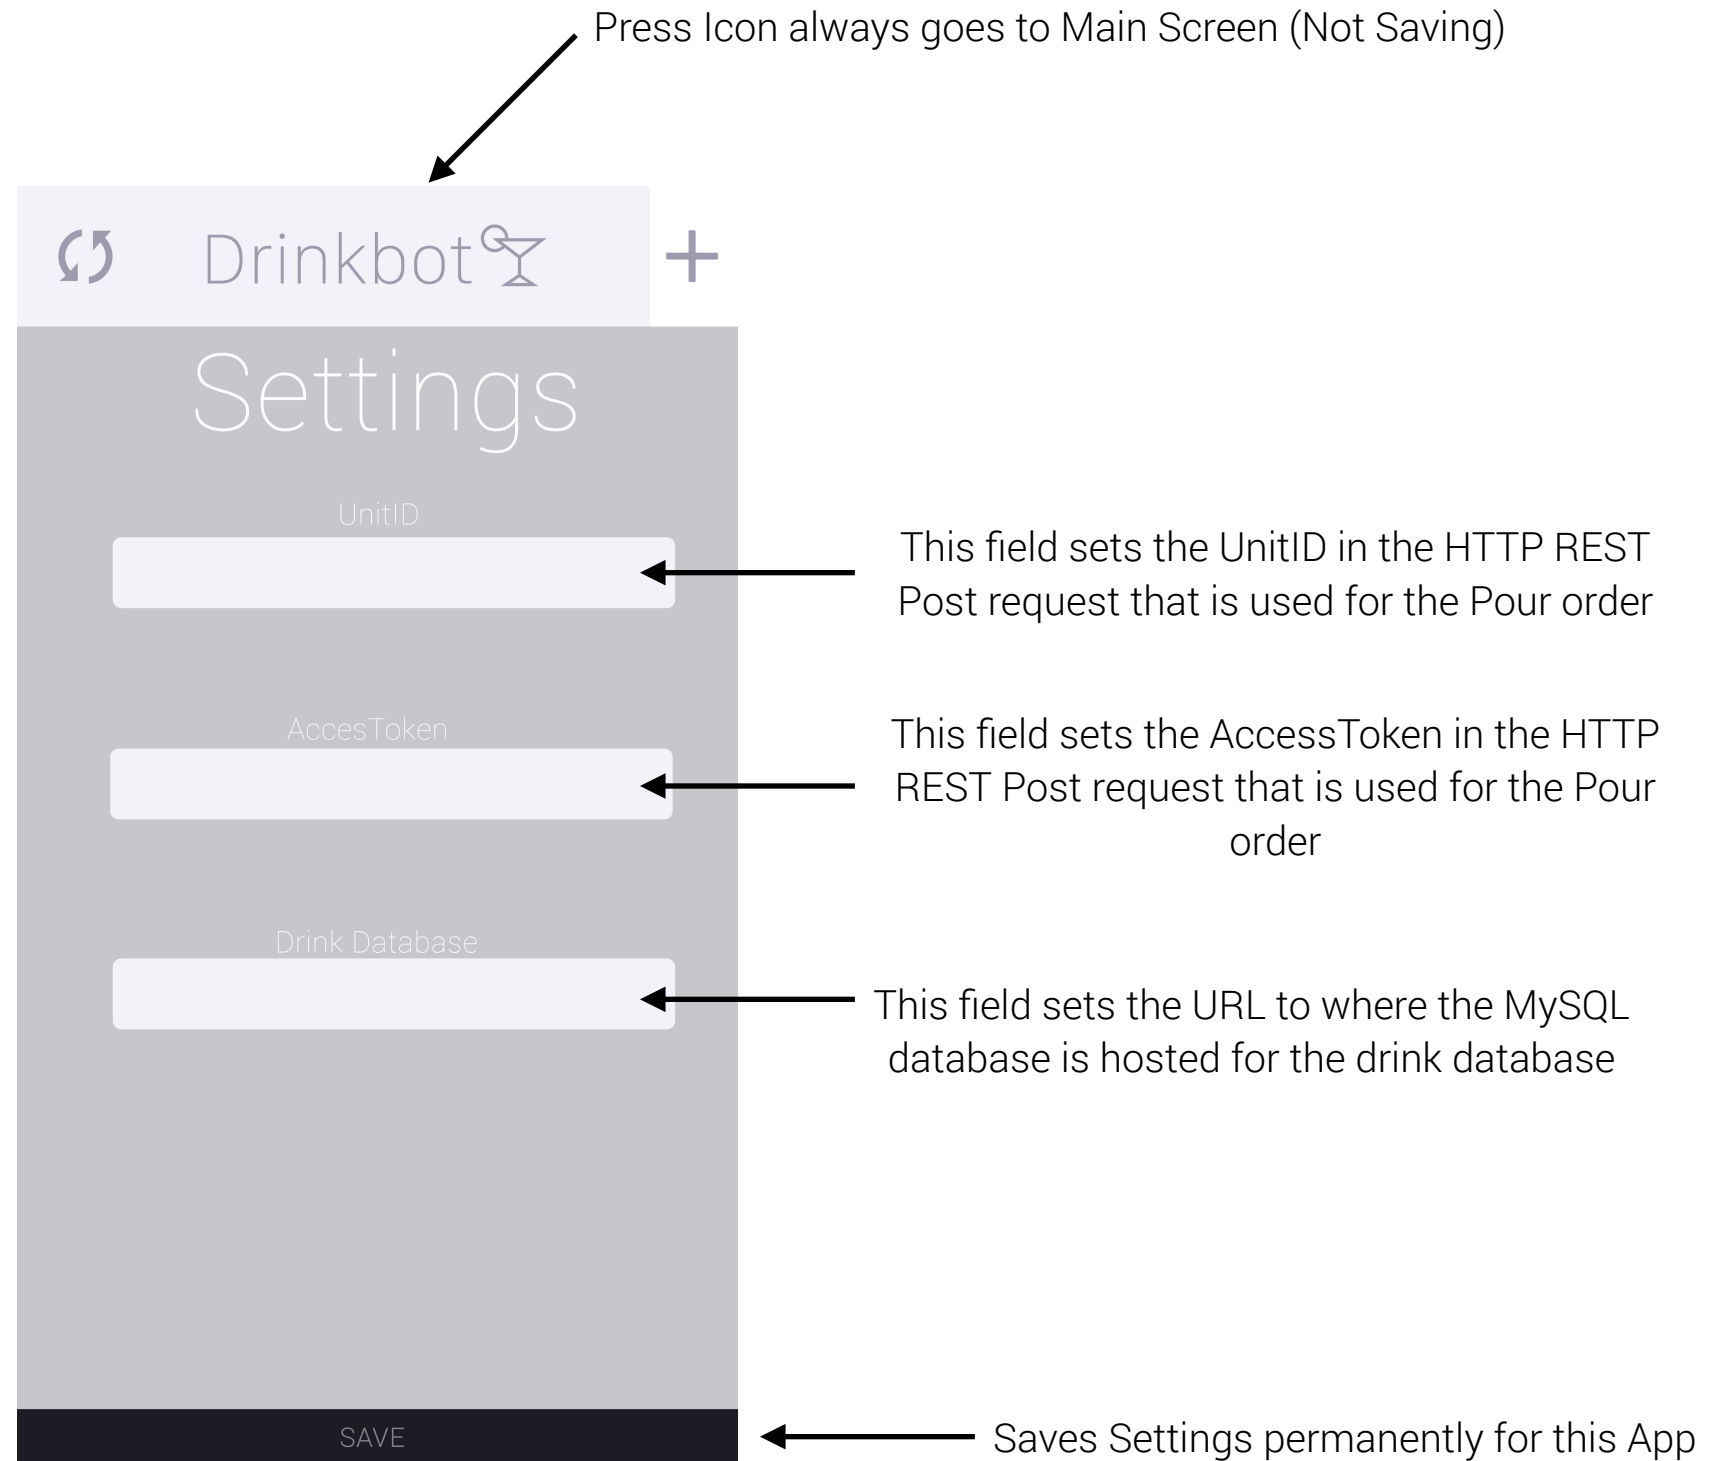 Press Icon always goes to Main Screen (Not Saving)
Drinkbot
Settings
UnitID
This field sets the UnitID in the HTTP REST
Post request that is used for the Pour order
AccesToken
This field sets the AccessToken in the HTTP
REST Post request that is used for the Pour
order
Drink Database
This field sets the URL to where the MySQL
database is hosted for the drink database
SAVE
Saves Settings permanently for this App